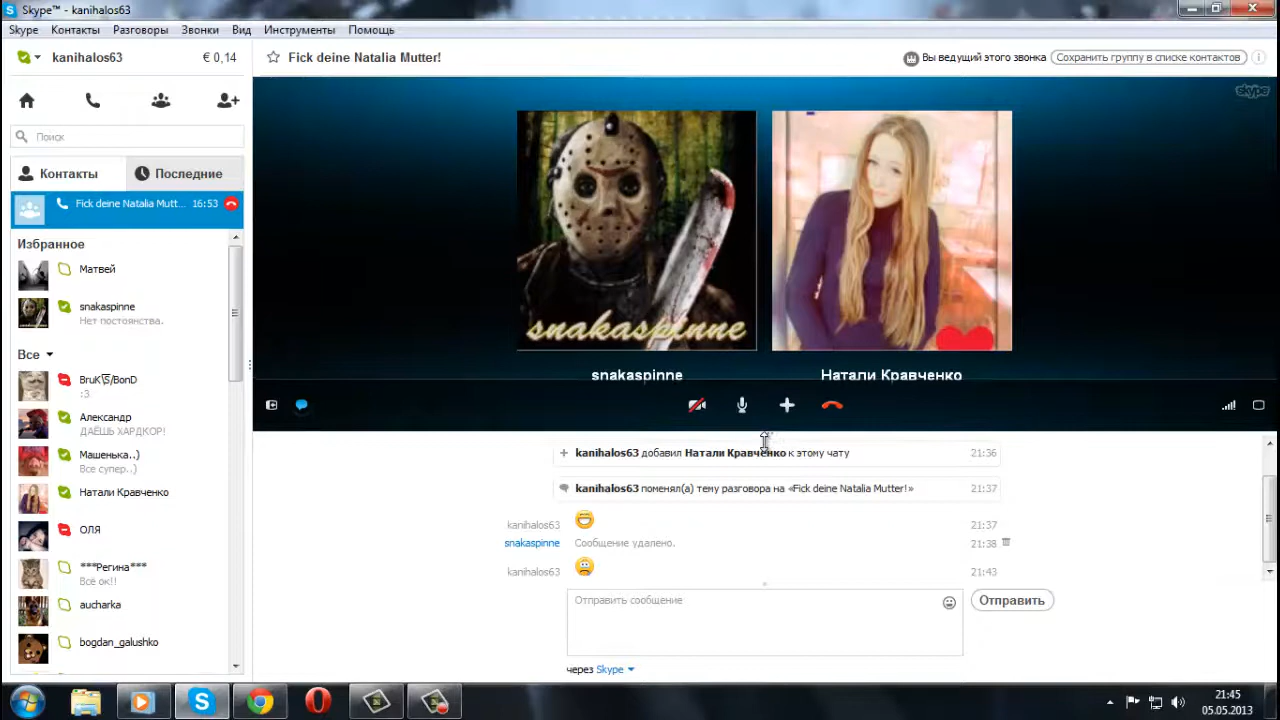 Skype™ - kanihalos63
Skype Контакты Разговоры Звонки Вид Инструменты Помощь
kanihalos63 € 0,14
Fick deine Natalia Mutter!
Вы ведущий этого звонка
Сохранить группу в списке контактов
skype
Поиск
Контакты Последние
Fick deine Natalia Mutt... 16:53
Избранное
Матвей
snakaspinne
Нет постоянства.
Все
BruK\S/BonD
:3
Александр
ДАЁШЬ ХАРДКОР!
Машенька..)
Все супер..)
Натали Кравченко
ОЛЯ
***Регина***
Всё ок!!
aucharka
bogdan_galushko
snakaspinne
snakaspinne
Натали Кравченко
kanihalos63 добавил Натали Кравченко к этому чату 21:36
kanihalos63 поменял(а) тему разговора на «Fick deine Natalia Mutter!» 21:37
kanihalos63 21:37
snakaspinne Сообщение удалено. 21:38
kanihalos63 21:43
Отправить сообщение
Отправить
через Skype
21:45
05.05.2013